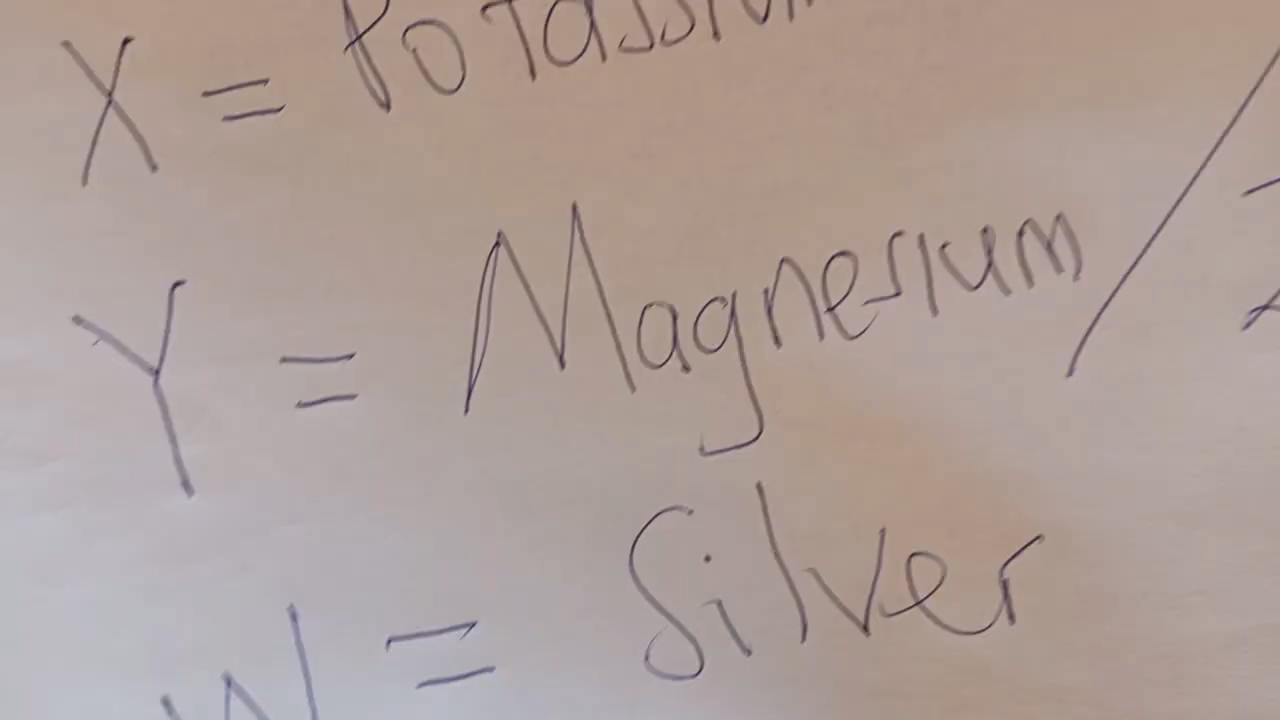 X = Potassium
Y = Magnesium /
W = Silver